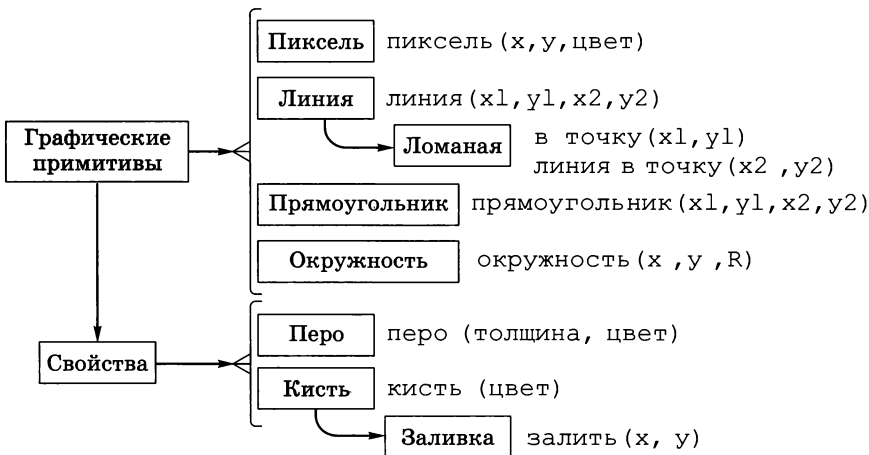 Пиксель пиксель(x,y,цвет)
Линия линия(x1,y1,x2,y2)
Графические
примитивы
Ломаная
в точку(x1,y1)
линия в точку(x2 ,y2)
Прямоугольник прямоугольник(x1,y1,x2,y2)
Окружность окружность(x ,y ,R)
Свойства
Перо перо (толщина, цвет)
Кисть кисть (цвет)
Заливка залить(x, y)